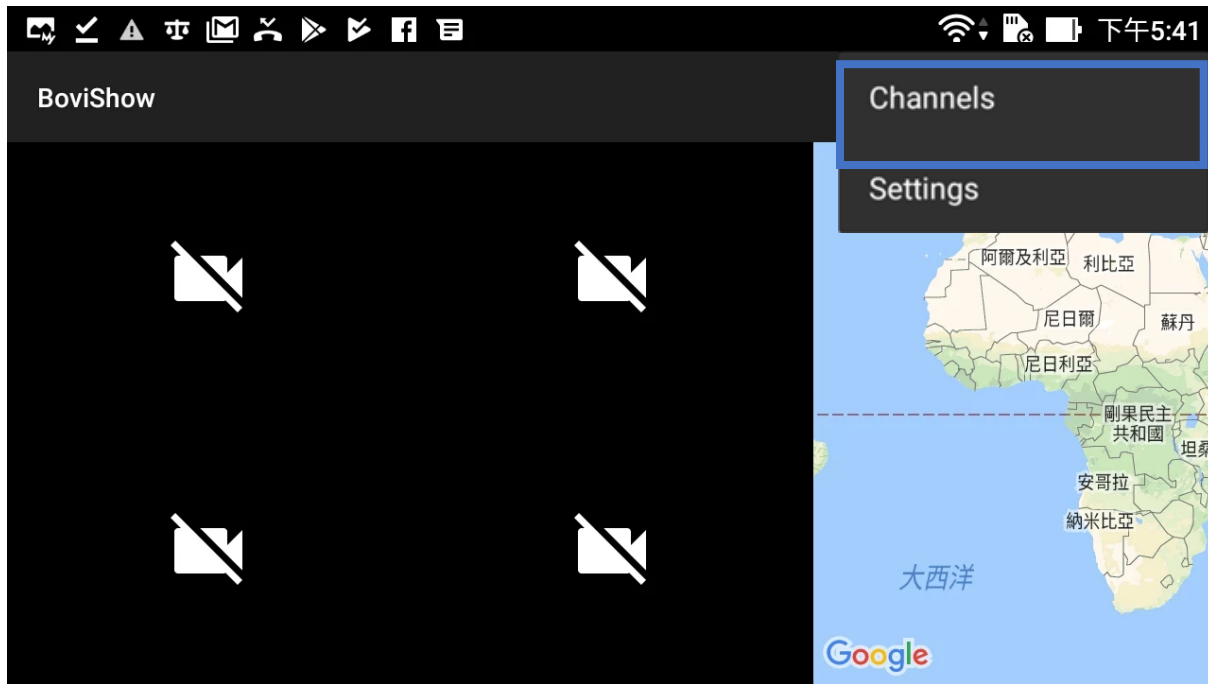 下午5:41
BoviShow
Channels
Settings
阿爾及利亞
利比亞
尼日爾
蘇丹
尼日利亞
剛果民主
共和國
坦桑
安哥拉
納米比亞
大西洋
Google